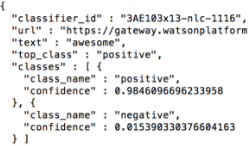 {
"classifier_id" : "3AE103x13-nlc-1116",
"url" : "https://gateway.watsonplatform
"text" : "awesome",
"top_class" : "positive",
"classes" : [ {
"class_name" : "positive",
"confidence" : 0.9846096696233958
}, {
"class_name" : "negative",
"confidence" : 0.015390330376604163
} ]